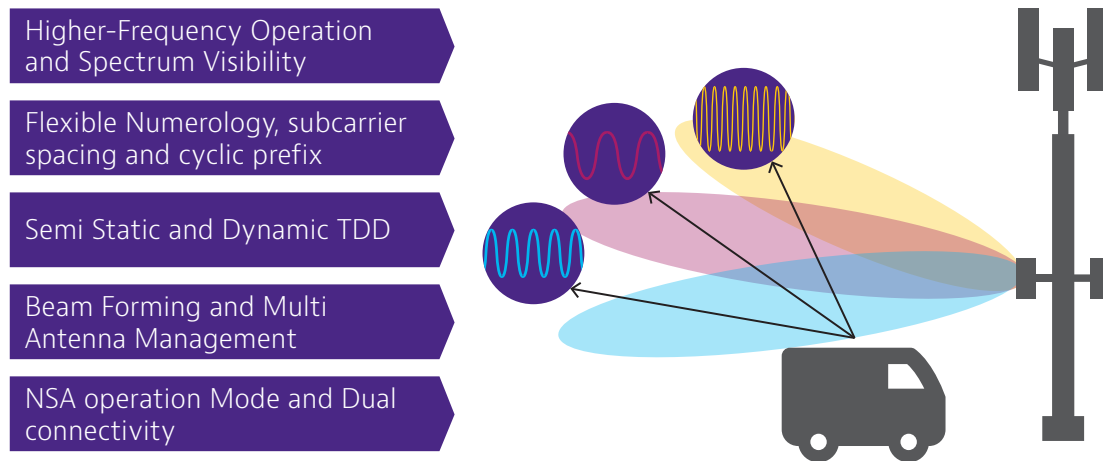 Higher-Frequency Operation
and Spectrum Visibility
Flexible Numerology, subcarrier
spacing and cyclic prefix
Semi Static and Dynamic TDD
Beam Forming and Multi
Antenna Management
NSA operation Mode and Dual
connectivity